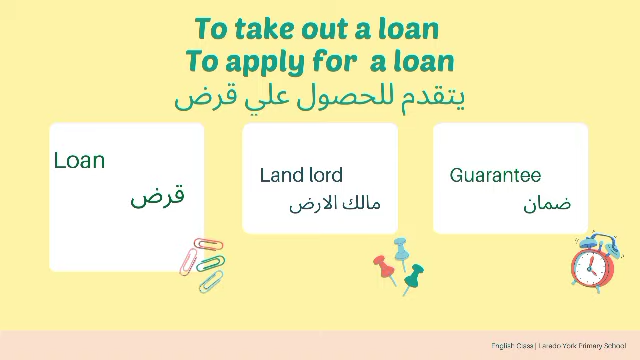 To take out a loan
To apply for a loan
يتقدم للحصول علي قرض
Loan
قرض
Land lord
مالك الارض
Guarantee
ضمان
English Class | Laredo York Primary School